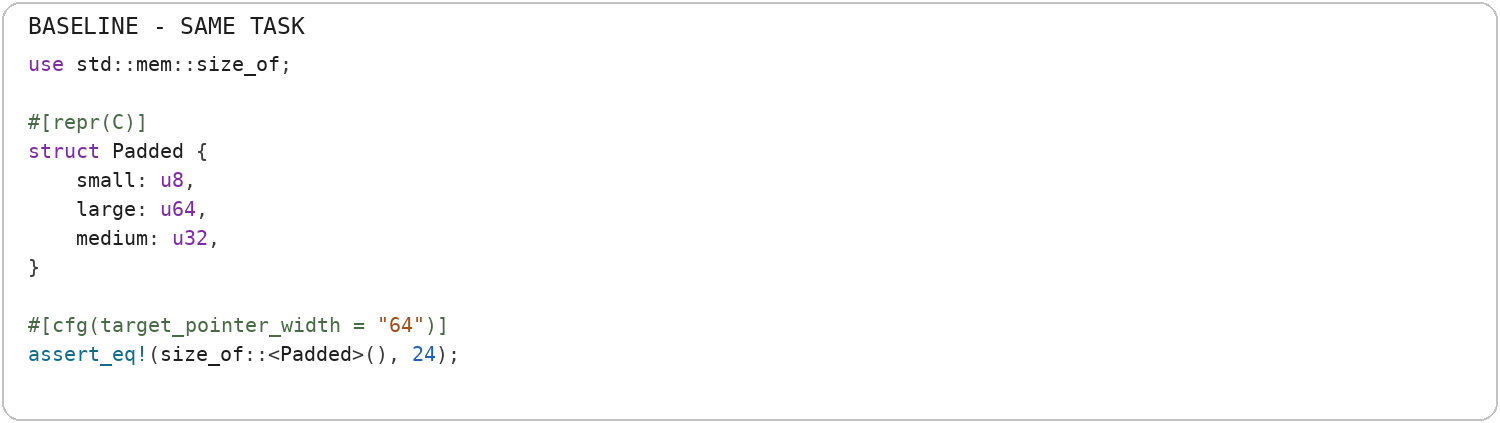 BASELINE - SAME TASK
use std::mem::size_of;
#[repr(C)]
struct Padded {
    small: u8,
    large: u64,
    medium: u32,
}
#[cfg(target_pointer_width = "64")]
assert_eq!(size_of::<Padded>(), 24);